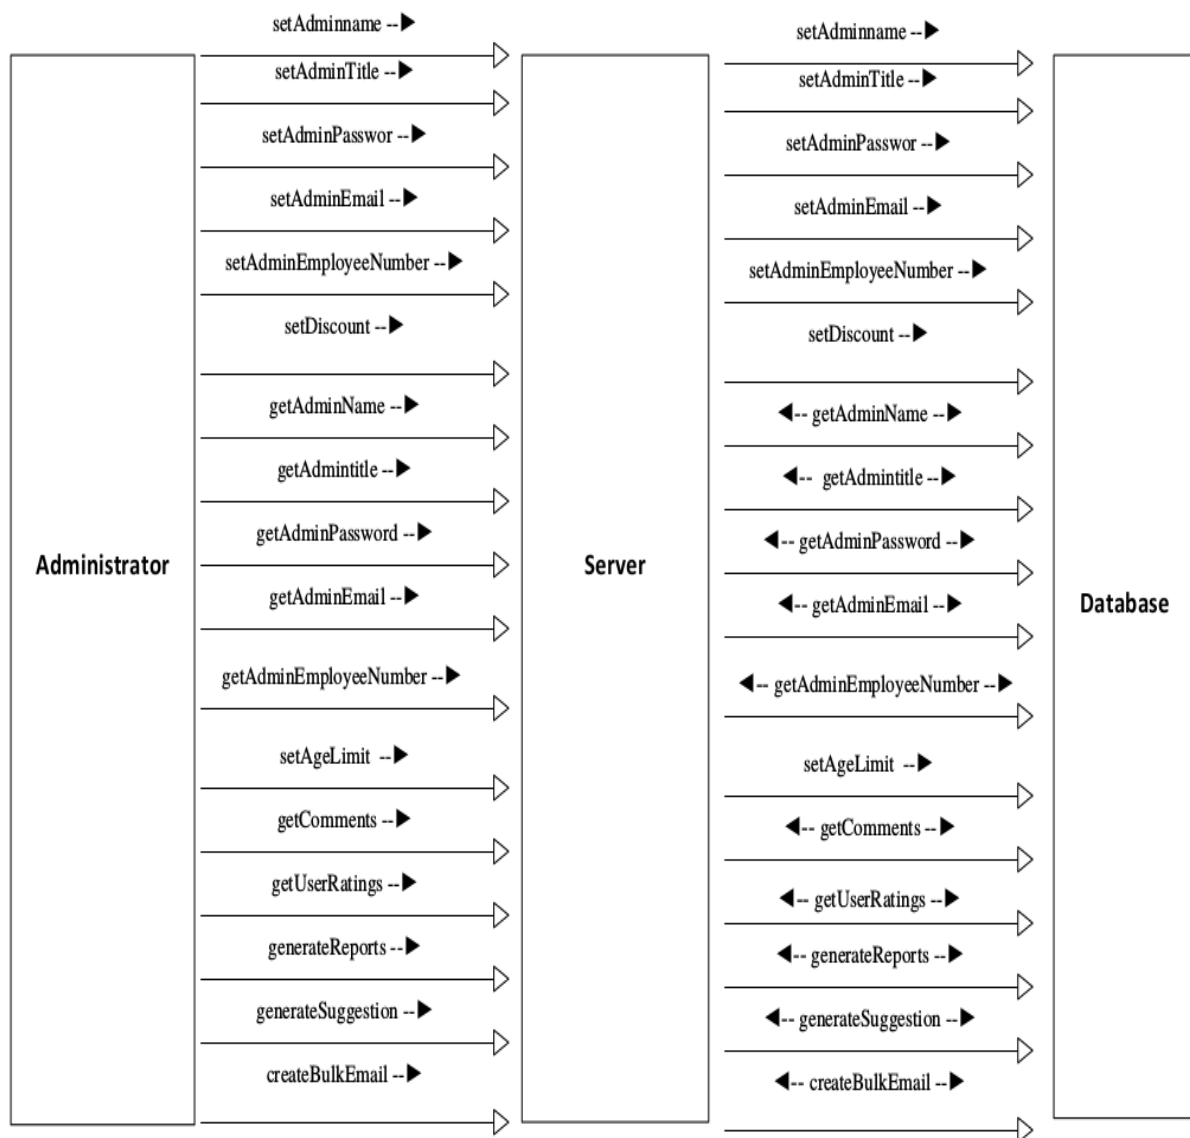 setAdminname --►
setAdminTitle --►
setAdminPasswor --►
setAdminEmail --►
setAdminEmployeeNumber --►
setDiscount --►
getAdminName --►
getAdmintitle --►
getAdminPassword --►
getAdminEmail --►
getAdminEmployeeNumber --►
setAgeLimit --►
getComments --►
getUserRatings --►
generateReports --►
generateSuggestion --►
createBulkEmail --►
Administrator
Server
setAdminname --►
setAdminTitle --►
setAdminPasswor --►
setAdminEmail --►
setAdminEmployeeNumber --►
setDiscount --►
◄-- getAdminName --►
◄-- getAdmintitle --►
◄-- getAdminPassword --►
◄-- getAdminEmail --►
◄-- getAdminEmployeeNumber --►
setAgeLimit --►
◄-- getComments --►
◄-- getUserRatings --►
◄-- generateReports --►
◄-- generateSuggestion --►
◄-- createBulkEmail --►
Database